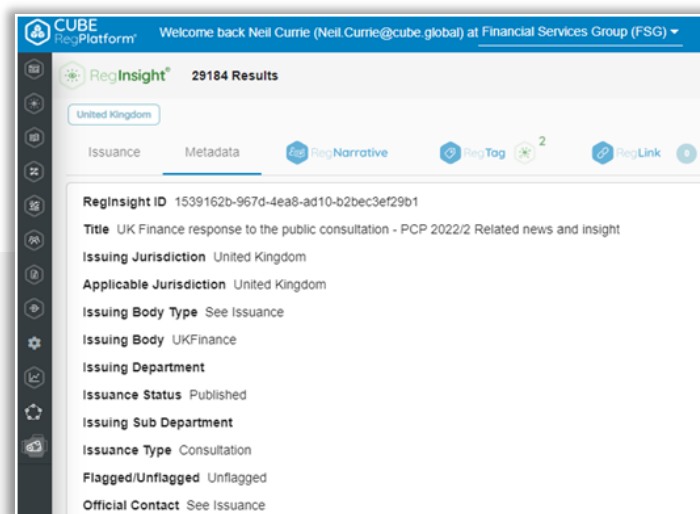 CUBE
RegPlatform™
Welcome back Neil Currie (Neil.Currie@cube.global) at Financial Services Group (FSG)
RegInsight® 29184 Results
United Kingdom
Issuance Metadata RegNarrative RegTag 2 RegLink 0
RegInsight ID 1539162b-967d-4ea8-ad10-b2bec3ef29b1
Title UK Finance response to the public consultation - PCP 2022/2 Related news and insight
Issuing Jurisdiction United Kingdom
Applicable Jurisdiction United Kingdom
Issuing Body Type See Issuance
Issuing Body UKFinance
Issuing Department
Issuance Status Published
Issuing Sub Department
Issuance Type Consultation
Flagged/Unflagged Unflagged
Official Contact See Issuance